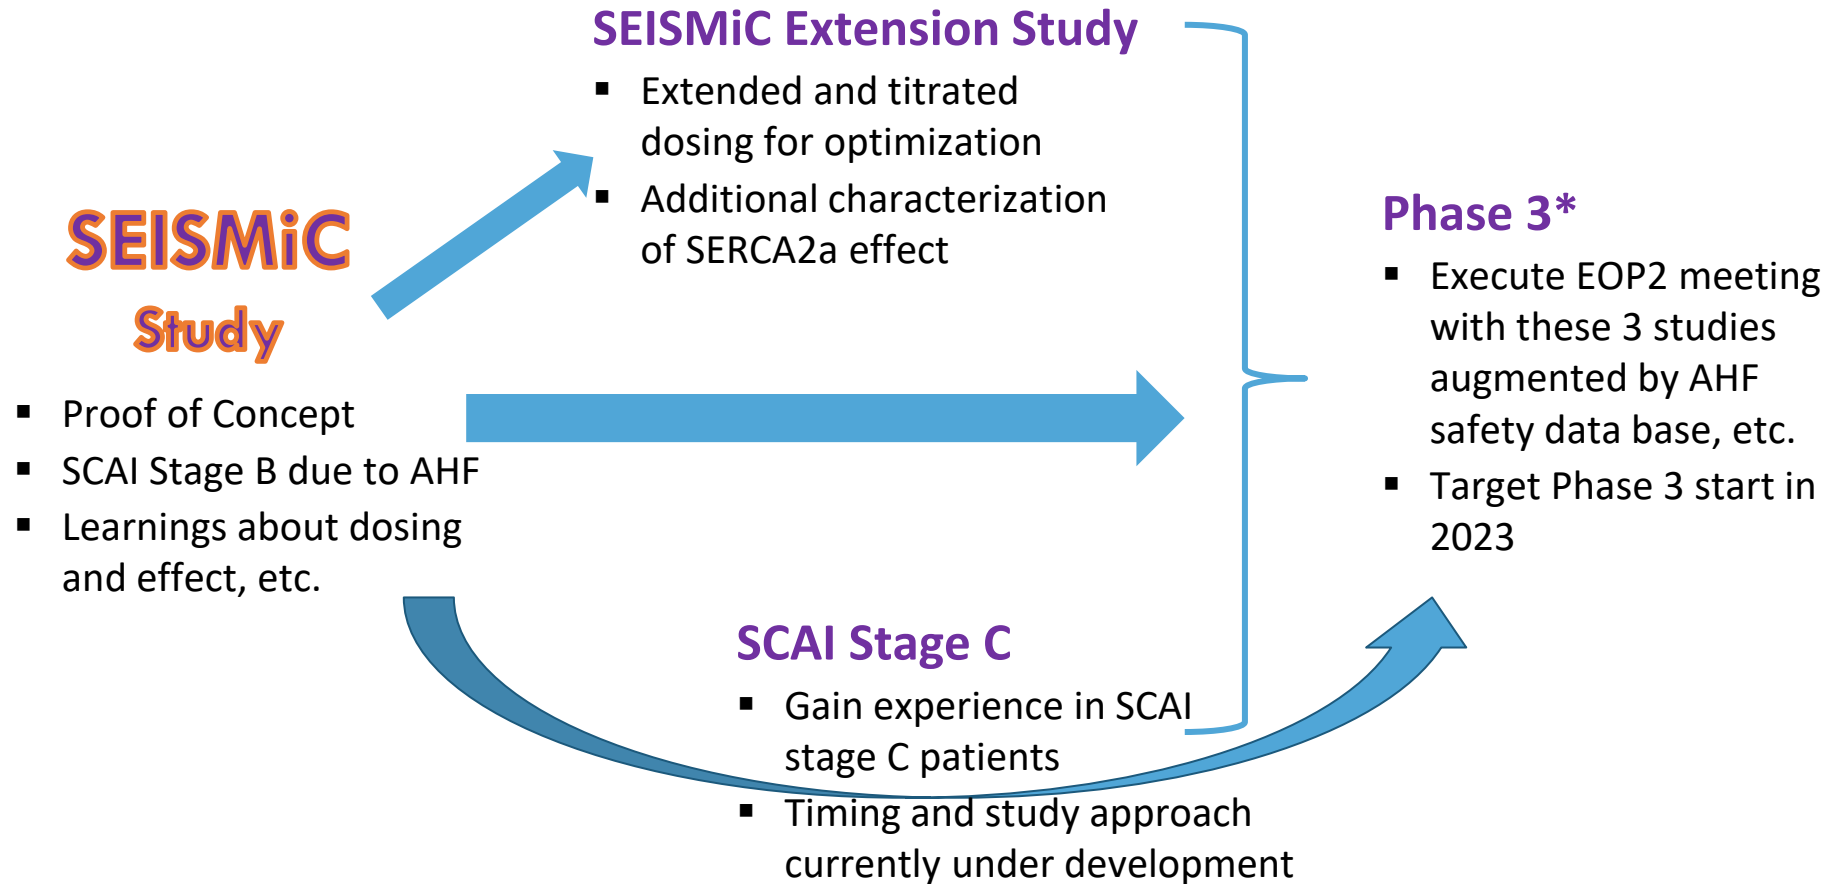 SEISMiC
Study
▪ Proof of Concept
▪ SCAI Stage B due to AHF
▪ Learnings about dosing
and effect, etc.
SEISMiC Extension Study
▪ Extended and titrated
dosing for optimization
▪ Additional characterization
of SERCA2a effect
SCAI Stage C
▪ Gain experience in SCAI
stage C patients
▪ Timing and study approach
currently under development
Phase 3*
▪ Execute EOP2 meeting
with these 3 studies
augmented by AHF
safety data base, etc.
▪ Target Phase 3 start in
2023